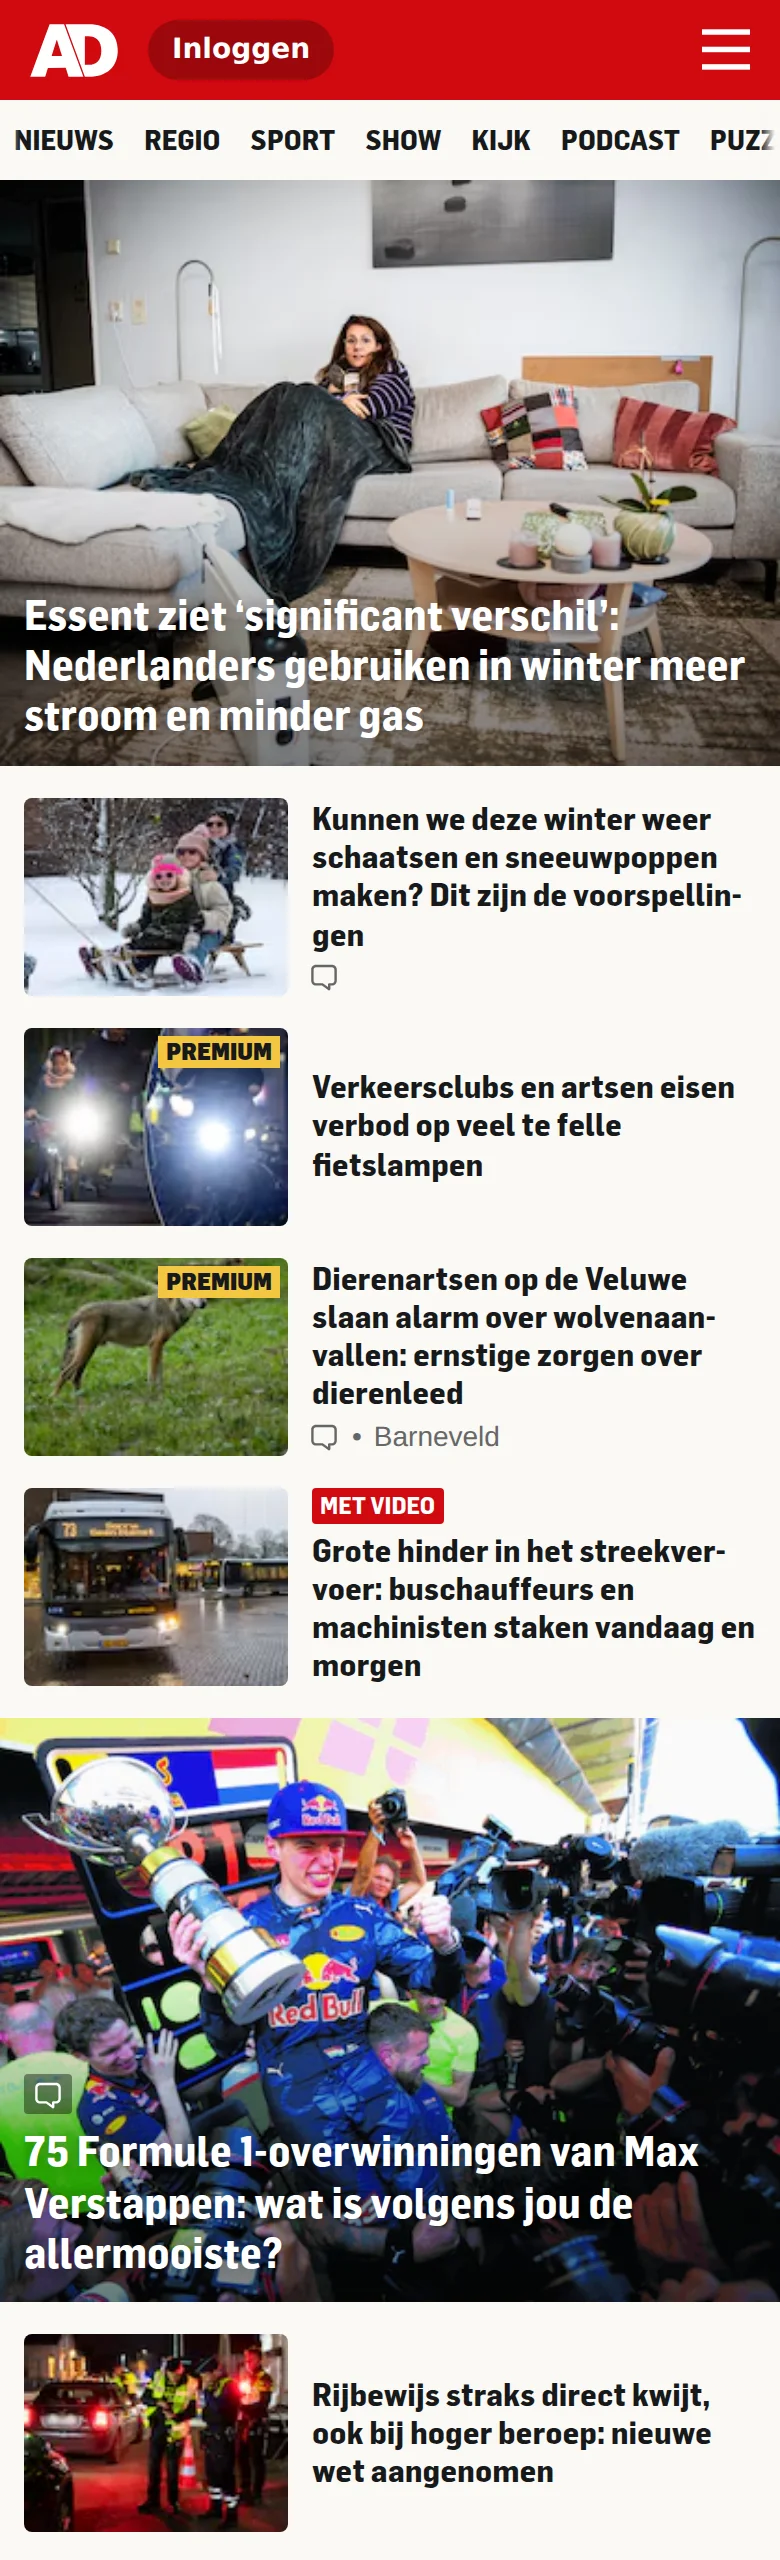 AD
Inloggen
NIEUWS REGIO SPORT SHOW KIJK PODCAST PUZZ
Essent ziet ‘significant verschil’:
Nederlanders gebruiken in winter meer
stroom en minder gas
Kunnen we deze winter weer
schaatsen en sneeuwpoppen
maken? Dit zijn de voorspellin-
gen
PREMIUM
Verkeersclubs en artsen eisen
verbod op veel te felle
fietslampen
PREMIUM
Dierenartsen op de Veluwe
slaan alarm over wolvenaan-
vallen: ernstige zorgen over
dierenleed
• Barneveld
73
MET VIDEO
Grote hinder in het streekver-
voer: buschauffeurs en
machinisten staken vandaag en
morgen
Red Bull
75 Formule 1-overwinningen van Max
Verstappen: wat is volgens jou de
allermooiste?
Rijbewijs straks direct kwijt,
ook bij hoger beroep: nieuwe
wet aangenomen